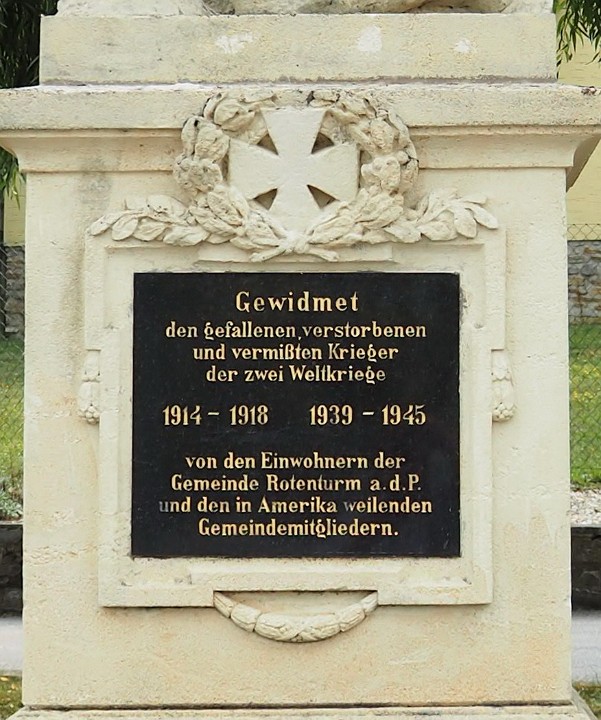 Gewidmet
den gefallenen, verstorbenen
und vermißten Krieger
der zwei Weltkriege
1914 – 1918 1939 – 1945
von den Einwohnern der
Gemeinde Rotenturm a.d.P.
und den in Amerika weilenden
Gemeindemitgliedern.